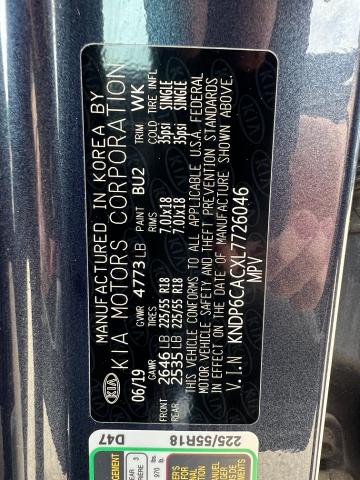 MANUFACTURED IN KOREA BY
KIA KIA MOTORS CORPORATION
06/19 GVWR 4773 LB PAINT BU2 TRIM WK
GAWR TIRES RIMS COLD TIRE INFL
FRONT 2646 LB 225/55 R18 7.0JX18 35psi SINGLE
REAR 2535 LB 225/55 R18 7.0JX18 35psi SINGLE
THIS VEHICLE CONFORMS TO ALL APPLICABLE U.S.A. FEDERAL
MOTOR VEHICLE SAFETY AND THEFT PREVENTION STANDARDS
IN EFFECT ON THE DATE OF MANUFACTURE SHOWN ABOVE.
V.I.N KNDP6CACXL7726046
MPV
225/55R18 D47